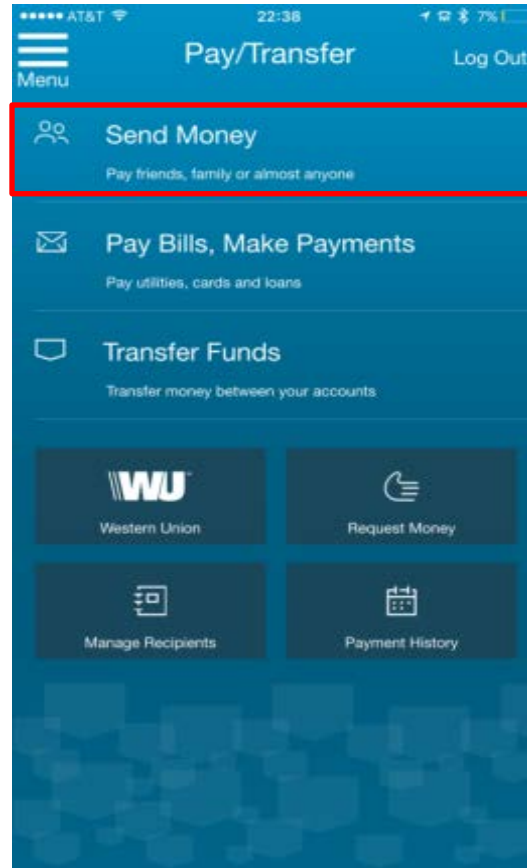 AT&T 22:38 7%
Pay/Transfer
Log Out
Menu
Send Money
Pay friends, family or almost anyone
Pay Bills, Make Payments
Pay utilities, cards and loans
Transfer Funds
Transfer money between your accounts
WU
Western Union
Request Money
Manage Recipients
Payment History